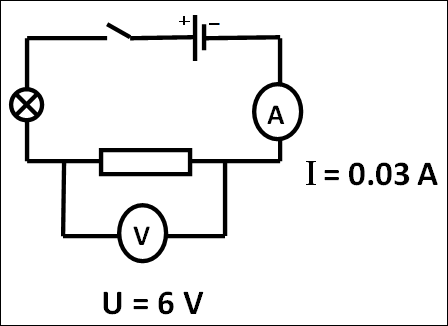 + −
A
I = 0.03 A
V
U = 6 V